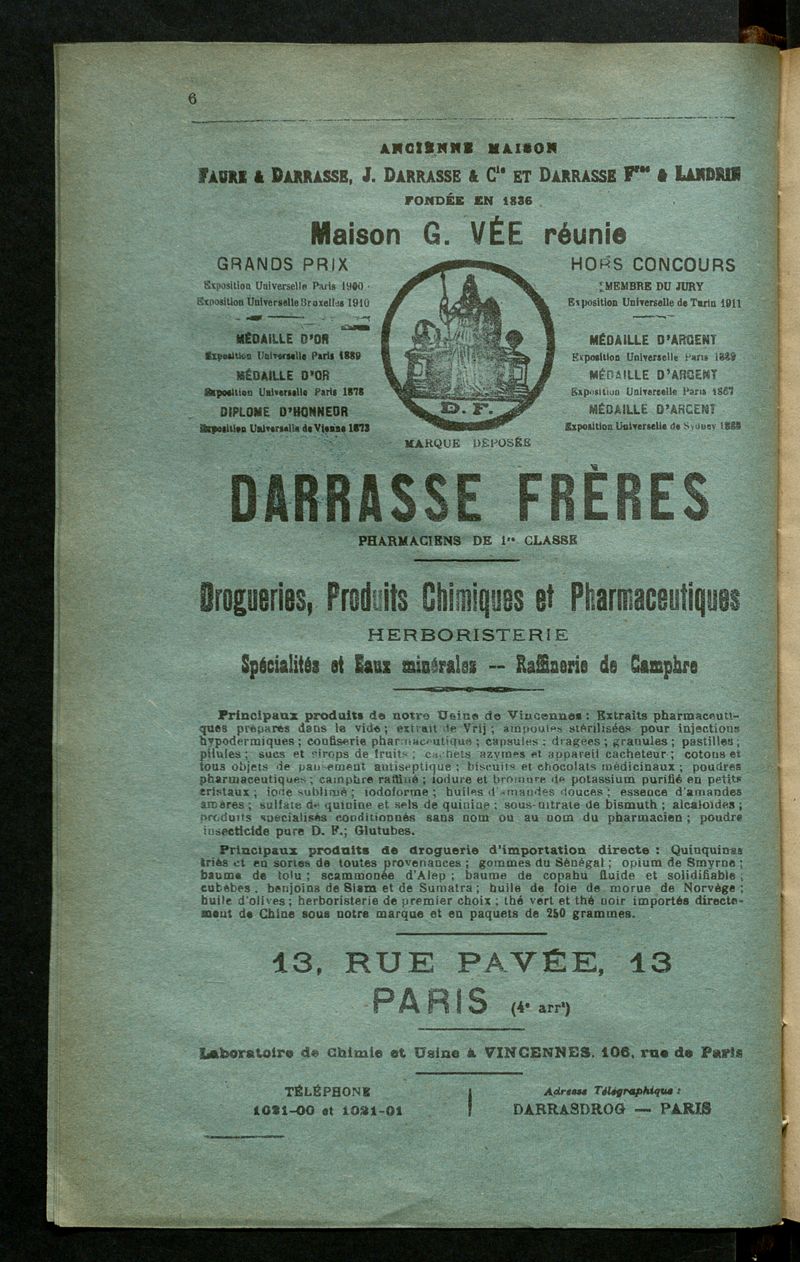 6
ANCIENNE MAISON
FAURE & DARRASSE, J. DARRASSE & Cie ET DARRASSE Fres & LANDRIN
FONDÉE EN 1836
Maison G. VÉE réunie
GRANDS PRIX
Exposition Universelle Paris 1900
Exposition Universelle Bruxelles 1910
MÉDAILLE D'OR
Exposition Universelle Paris 1889
MÉDAILLE D'OR
Exposition Universelle Paris 1878
DIPLOME D'HONNEUR
Exposition Universelle de Vienne 1873
D. F.
MARQUE DÉPOSÉE
HORS CONCOURS
MEMBRE DU JURY
Exposition Universelle de Turin 1911
MÉDAILLE D'ARGENT
Exposition Universelle Paris 1889
MÉDAILLE D'ARGENT
Exposition Universelle Paris 1867
MÉDAILLE D'ARGENT
Exposition Universelle de Sydney
DARRASSE FRÈRES
PHARMACIENS DE 1re CLASSE
Drogueries, Produits Chimiques et Pharmaceutiques
HERBORISTERIE
Spécialités et Eaux minérales — Raffinerie de Camphre
Principaux produits de notre Usine de Vincennes : Extraits pharmaceuti-
ques préparés dans le vide ; extrait de Vrij ; ampoules stérilisées pour injections
hypodermiques ; confiserie pharmaceutique ; capsules ; dragées ; granules ; pastilles ;
pilules ; sucs et sirops de fruits ; cachets azymes et appareil cacheteur ; cotons et
tous objets de pansement antiseptique ; biscuits et chocolats médicinaux ; poudres
pharmaceutiques ; camphre raffiné ; iodure et bromure de potassium purifié en petits
cristaux ; iode sublimé ; iodoforme ; huiles d'amandes douces ; essence d'amandes
amères ; sulfate de quinine et sels de quinine ; sous-nitrate de bismuth ; alcaloïdes ;
produits spécialisés conditionnés sans nom ou au nom du pharmacien ; poudre
insecticide pure D. F.; Glutubes.
Principaux produits de droguerie d'importation directe : Quinquinas
triés et en sortes de toutes provenances ; gommes du Sénégal ; opium de Smyrne ;
baume de tolu ; scammonée d'Alep ; baume de copahu fluide et solidifiable ;
cubèbes, benjoins de Siam et de Sumatra ; huile de foie de morue de Norvège ;
huile d'olives ; herboristerie de premier choix ; thé vert et thé noir importés directe-
ment de Chine sous notre marque et en paquets de 250 grammes.
13, RUE PAVÉE, 13
PARIS (4e arrt)
Laboratoire de Chimie et Usine à VINCENNES. 106, rue de Paris
TÉLÉPHONE
1021-00 et 1021-01
Adresse Télégraphique :
DARRASDROG — PARIS